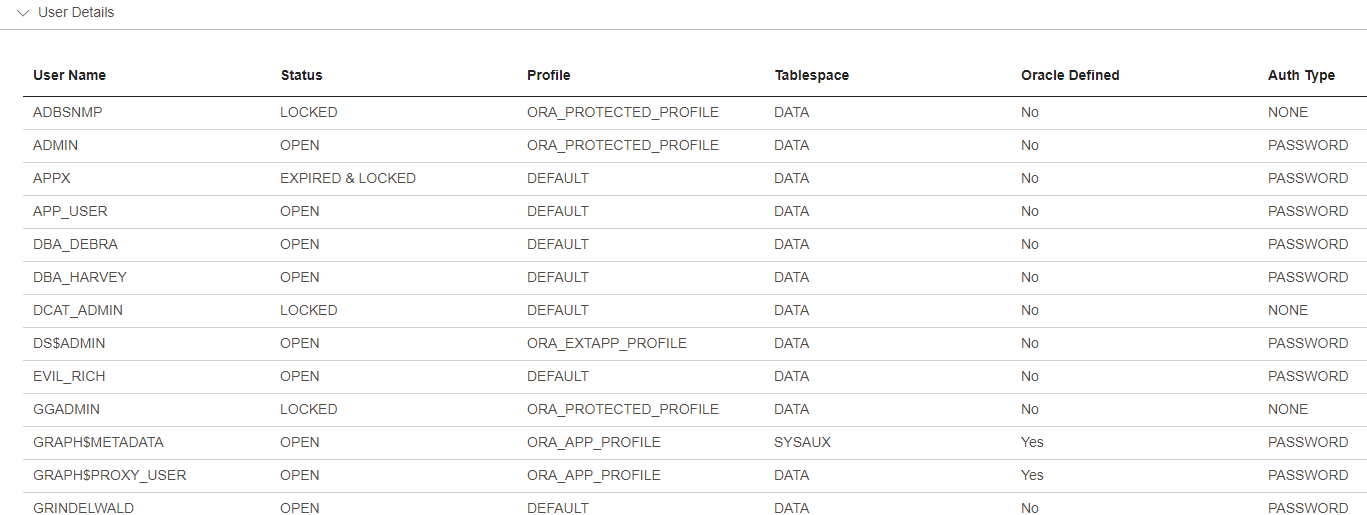 User Details
User Name Status Profile Tablespace Oracle Defined Auth Type
ADBSNMP LOCKED ORA_PROTECTED_PROFILE DATA No NONE
ADMIN OPEN ORA_PROTECTED_PROFILE DATA No PASSWORD
APPX EXPIRED & LOCKED DEFAULT DATA No PASSWORD
APP_USER OPEN DEFAULT DATA No PASSWORD
DBA_DEBRA OPEN DEFAULT DATA No PASSWORD
DBA_HARVEY OPEN DEFAULT DATA No PASSWORD
DCAT_ADMIN LOCKED DEFAULT DATA No NONE
DS$ADMIN OPEN ORA_EXTAPP_PROFILE DATA No PASSWORD
EVIL_RICH OPEN DEFAULT DATA No PASSWORD
GGADMIN LOCKED ORA_PROTECTED_PROFILE DATA No NONE
GRAPH$METADATA OPEN ORA_APP_PROFILE SYSAUX Yes PASSWORD
GRAPH$PROXY_USER OPEN ORA_APP_PROFILE DATA Yes PASSWORD
GRINDELWALD OPEN DEFAULT DATA No PASSWORD